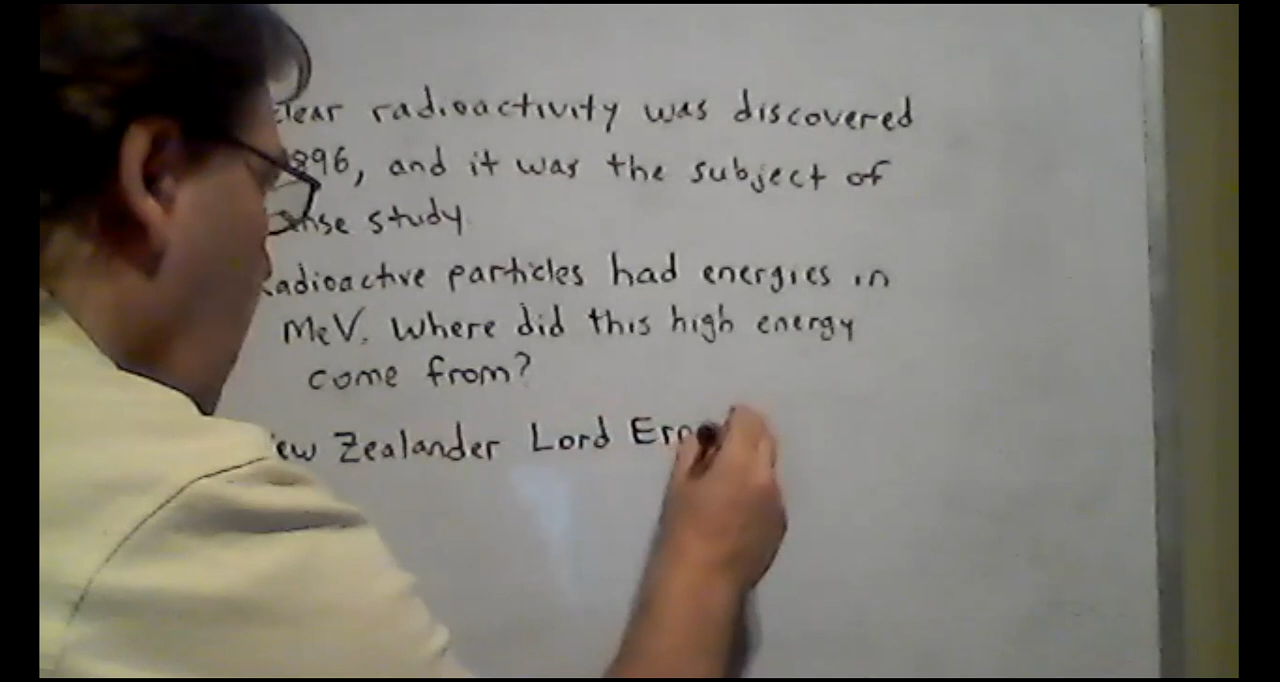 radioactivity was discovered
and it was the subject of
study
particles had energies in
MeV. Where did this high energy
come from?
Zealander Lord